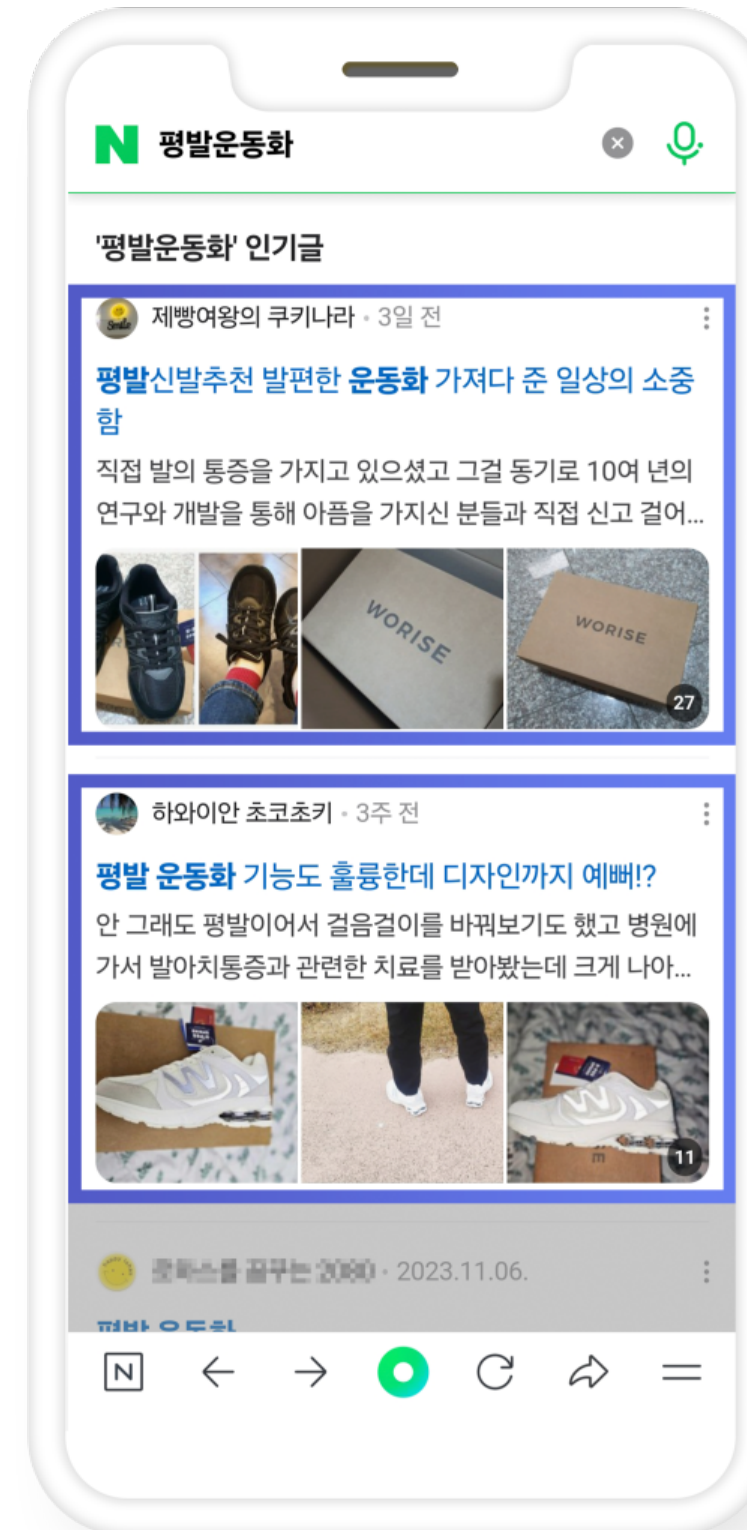 N 평발운동화
'평발운동화' 인기글
Smile
제빵여왕의 쿠키나라 · 3일 전
평발신발추천 발편한 운동화 가져다 준 일상의 소중
함
직접 발의 통증을 가지고 있으셨고 그걸 동기로 10여 년의
연구와 개발을 통해 아픔을 가지신 분들과 직접 신고 걸어...
WORISE
WORISE
27
하와이안 초코초키 · 3주 전
평발 운동화 기능도 훌륭한데 디자인까지 예뻐!?
안 그래도 평발이어서 걸음걸이를 바꿔보기도 했고 병원에
가서 발아치통증과 관련한 치료를 받아봤는데 크게 나아...
11
2023.11.06.
평발 운동화
N